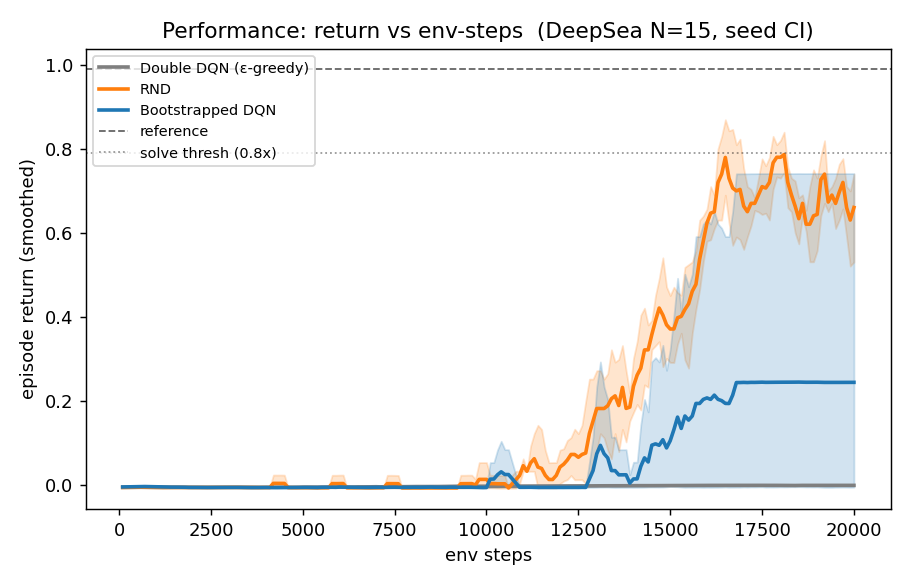 Performance: return vs env-steps  (DeepSea N=15, seed CI)
Double DQN (ε-greedy)
RND
Bootstrapped DQN
reference
solve thresh (0.8x)
episode return (smoothed)
1.0
0.8
0.6
0.4
0.2
0.0
0 2500 5000 7500 10000 12500 15000 17500 20000
env steps